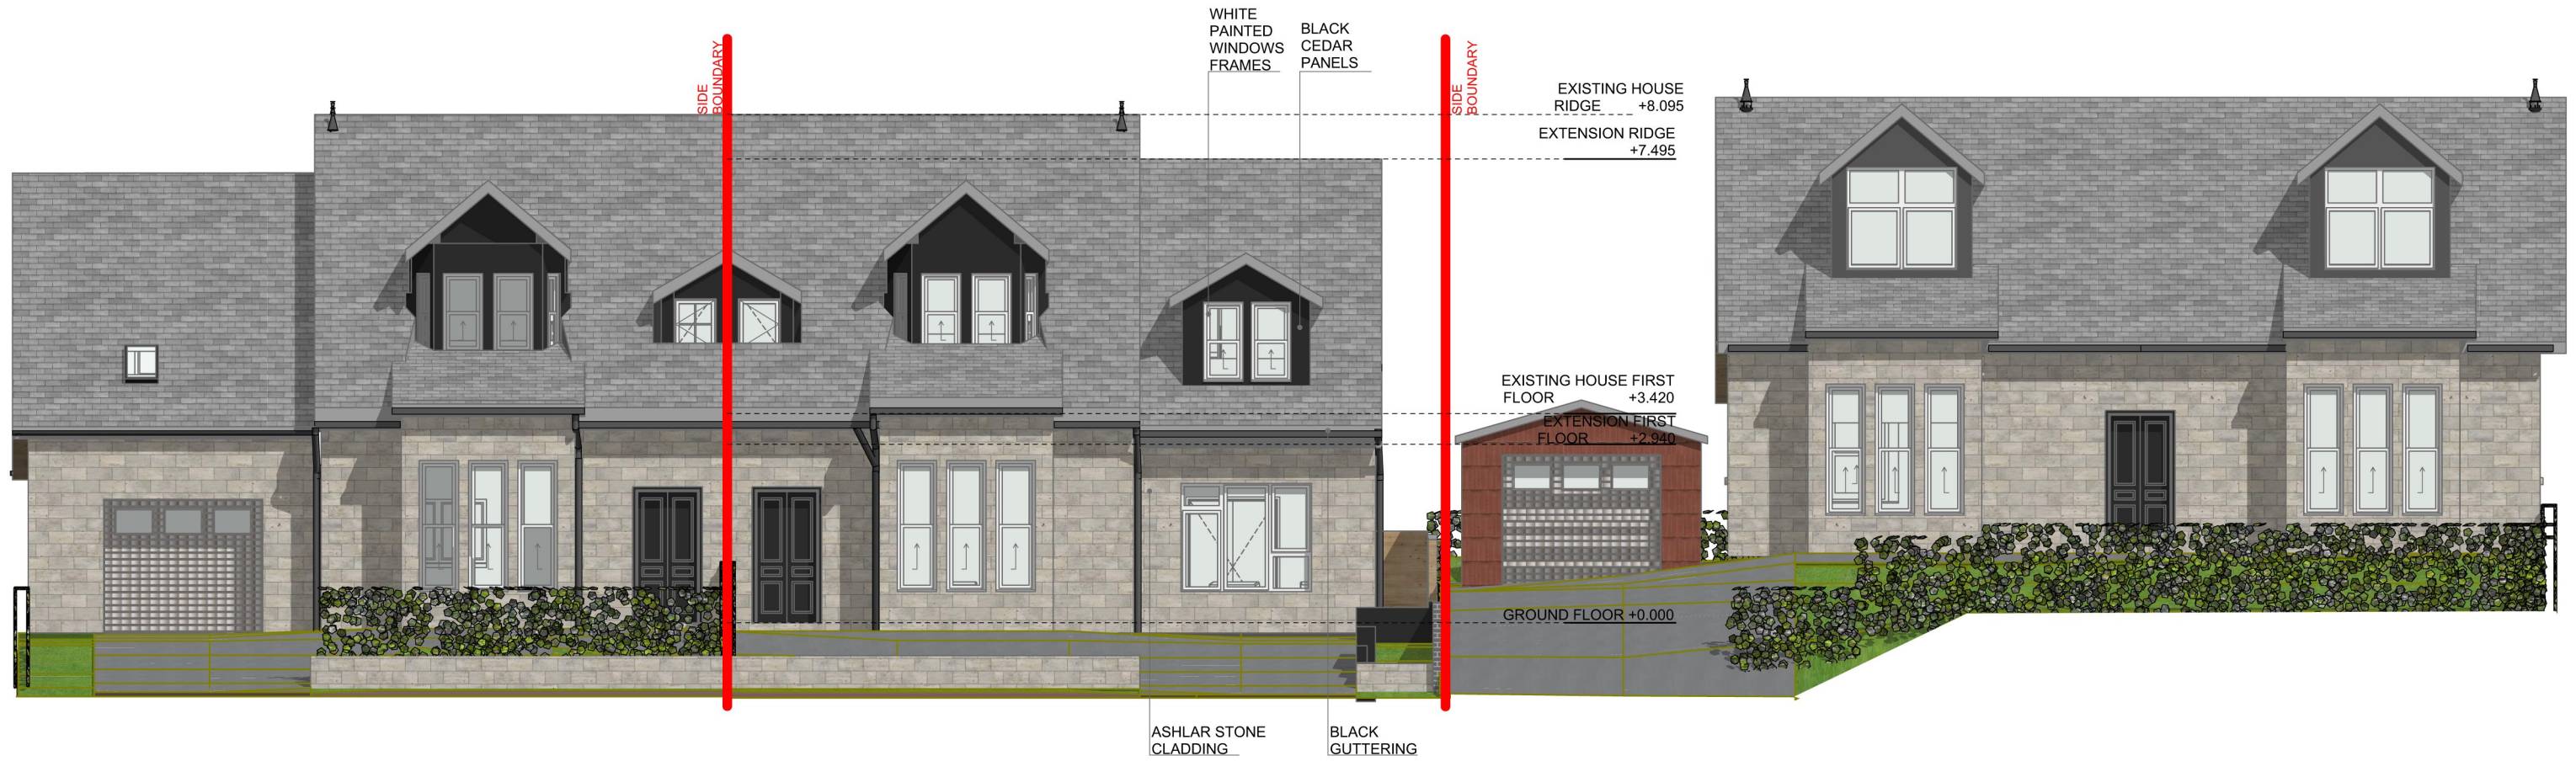 WHITE
PAINTED
WINDOWS
FRAMES
BLACK
CEDAR
PANELS
SIDE
BOUNDARY
SIDE
BOUNDARY
EXISTING HOUSE
RIDGE +8.095
EXTENSION RIDGE
+7.495
EXISTING HOUSE FIRST
FLOOR +3.420
EXTENSION FIRST
FLOOR +2.940
GROUND FLOOR +0.000
ASHLAR STONE
CLADDING
BLACK
GUTTERING